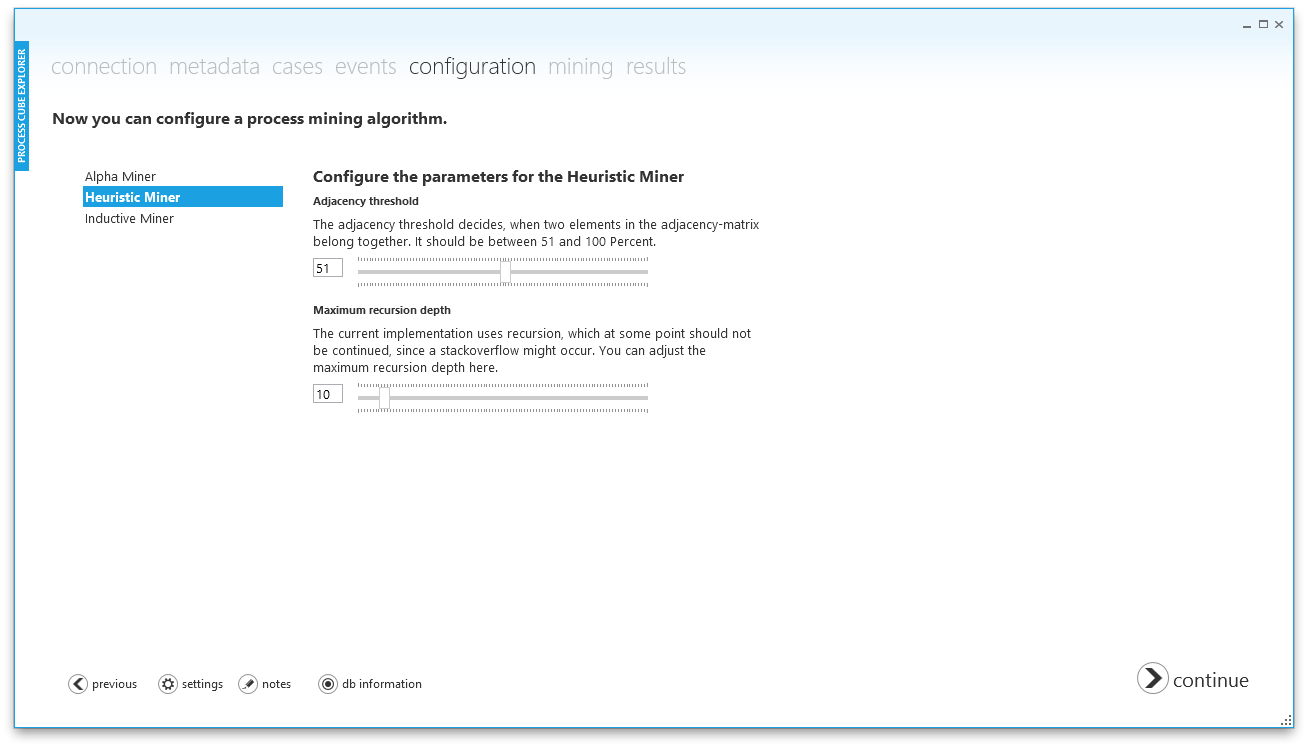 PROCESS CUBE EXPLORER
connection metadata cases events configuration mining results
Now you can configure a process mining algorithm.
Alpha Miner
Heuristic Miner
Inductive Miner
Configure the parameters for the Heuristic Miner
Adjacency threshold
The adjacency threshold decides, when two elements in the adjacency-matrix
belong together. It should be between 51 and 100 Percent.
51
Maximum recursion depth
The current implementation uses recursion, which at some point should not
be continued, since a stackoverflow might occur. You can adjust the
maximum recursion depth here.
10
previous settings notes db information
continue